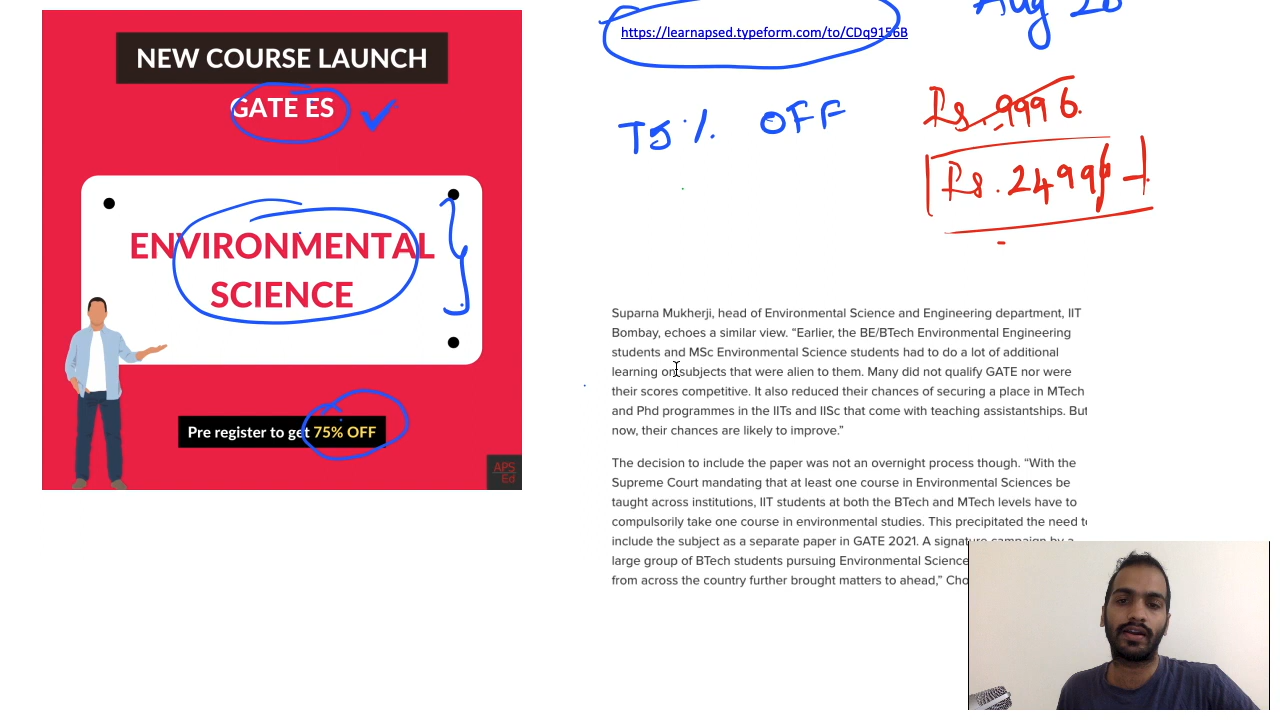 NEW COURSE LAUNCH
GATE ES
ENVIRONMENTAL
SCIENCE
Pre register to get 75% OFF
APS
Ed
Aug 28
https://learnapsed.typeform.com/to/CDq9156B
75% OFF
Rs. 9996
Rs. 2499/-
Suparna Mukherji, head of Environmental Science and Engineering department, IIT
Bombay, echoes a similar view. “Earlier, the BE/BTech Environmental Engineering
students and MSc Environmental Science students had to do a lot of additional
learning on subjects that were alien to them. Many did not qualify GATE nor were
their scores competitive. It also reduced their chances of securing a place in MTech
and Phd programmes in the IITs and IISc that come with teaching assistantships. But
now, their chances are likely to improve.”
The decision to include the paper was not an overnight process though. “With the
Supreme Court mandating that at least one course in Environmental Sciences be
taught across institutions, IIT students at both the BTech and MTech levels have to
compulsorily take one course in environmental studies. This precipitated the need to
include the subject as a separate paper in GATE 2021. A signature campaign by a
large group of BTech students pursuing Environmental Science
from across the country further brought matters to ahead,”